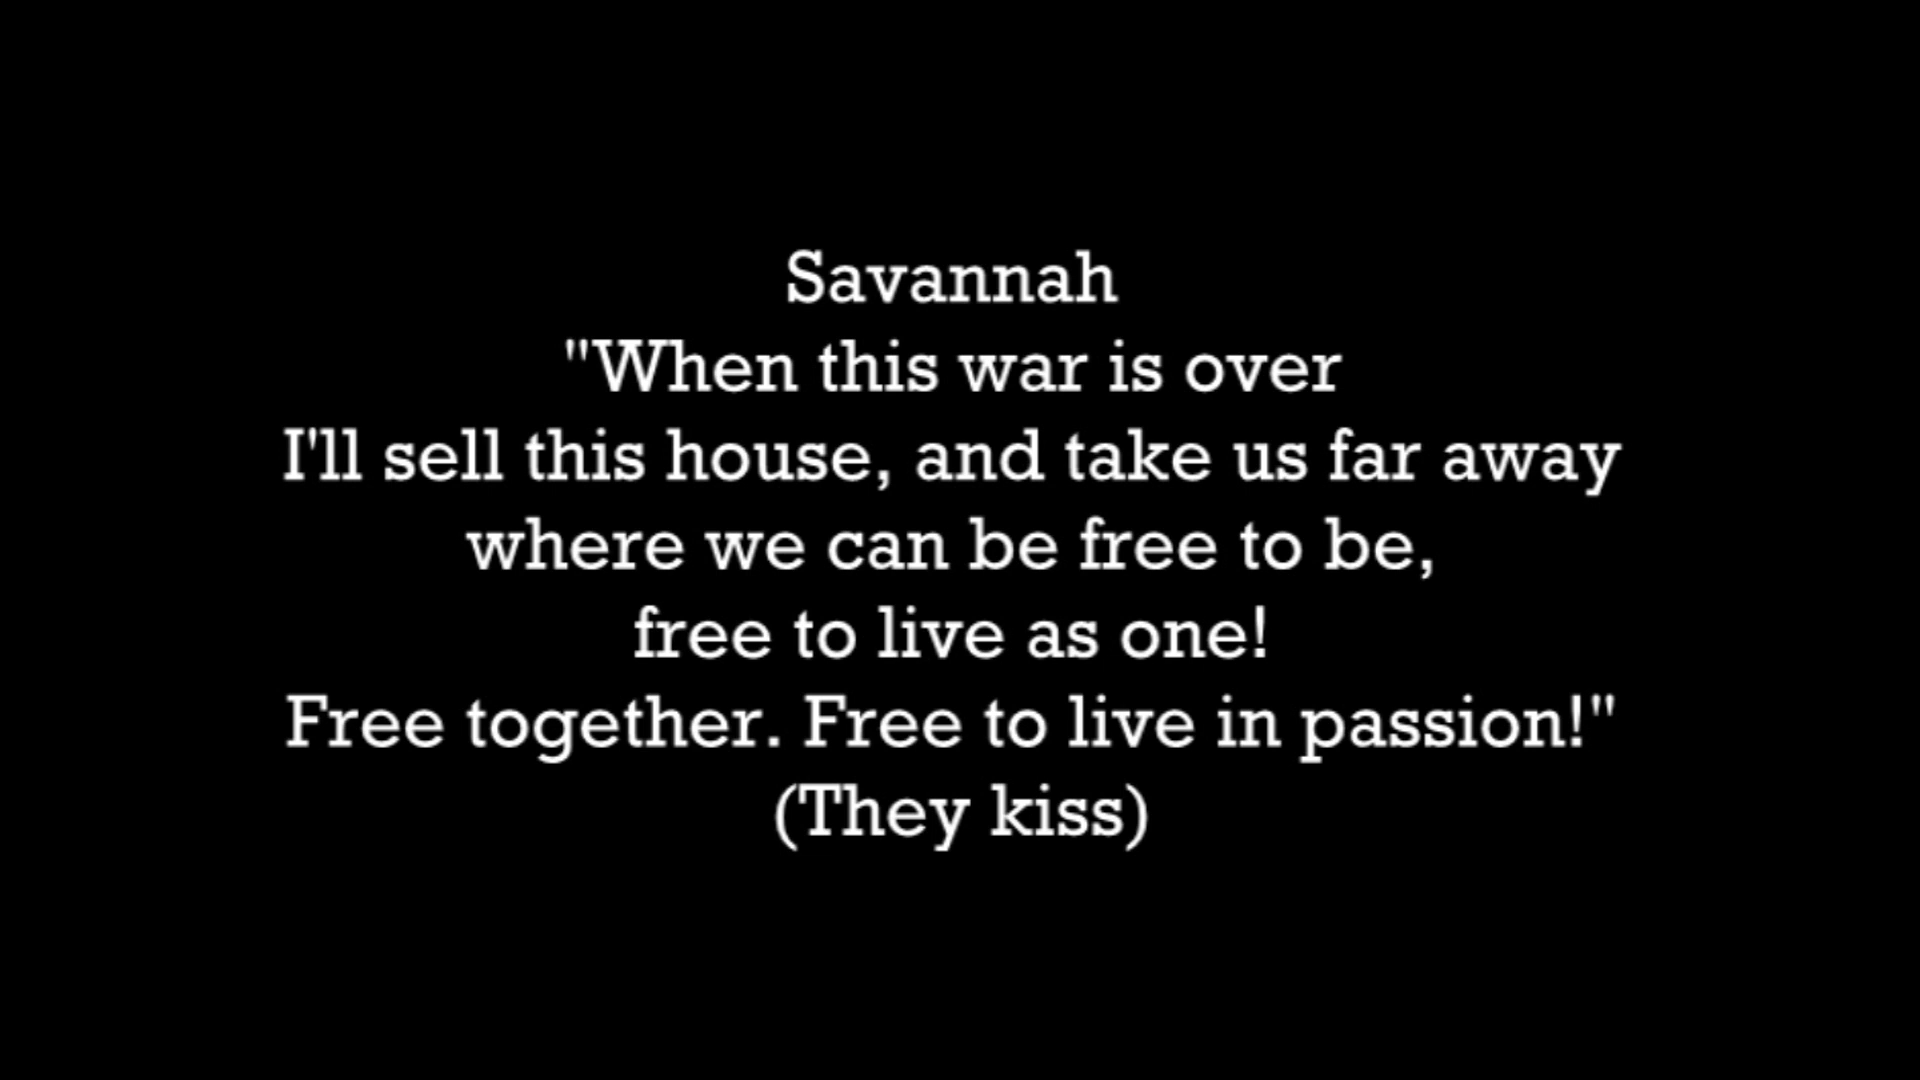 Savannah
"When this war is over
I'll sell this house, and take us far away
where we can be free to be,
free to live as one!
Free together. Free to live in passion!"
(They kiss)